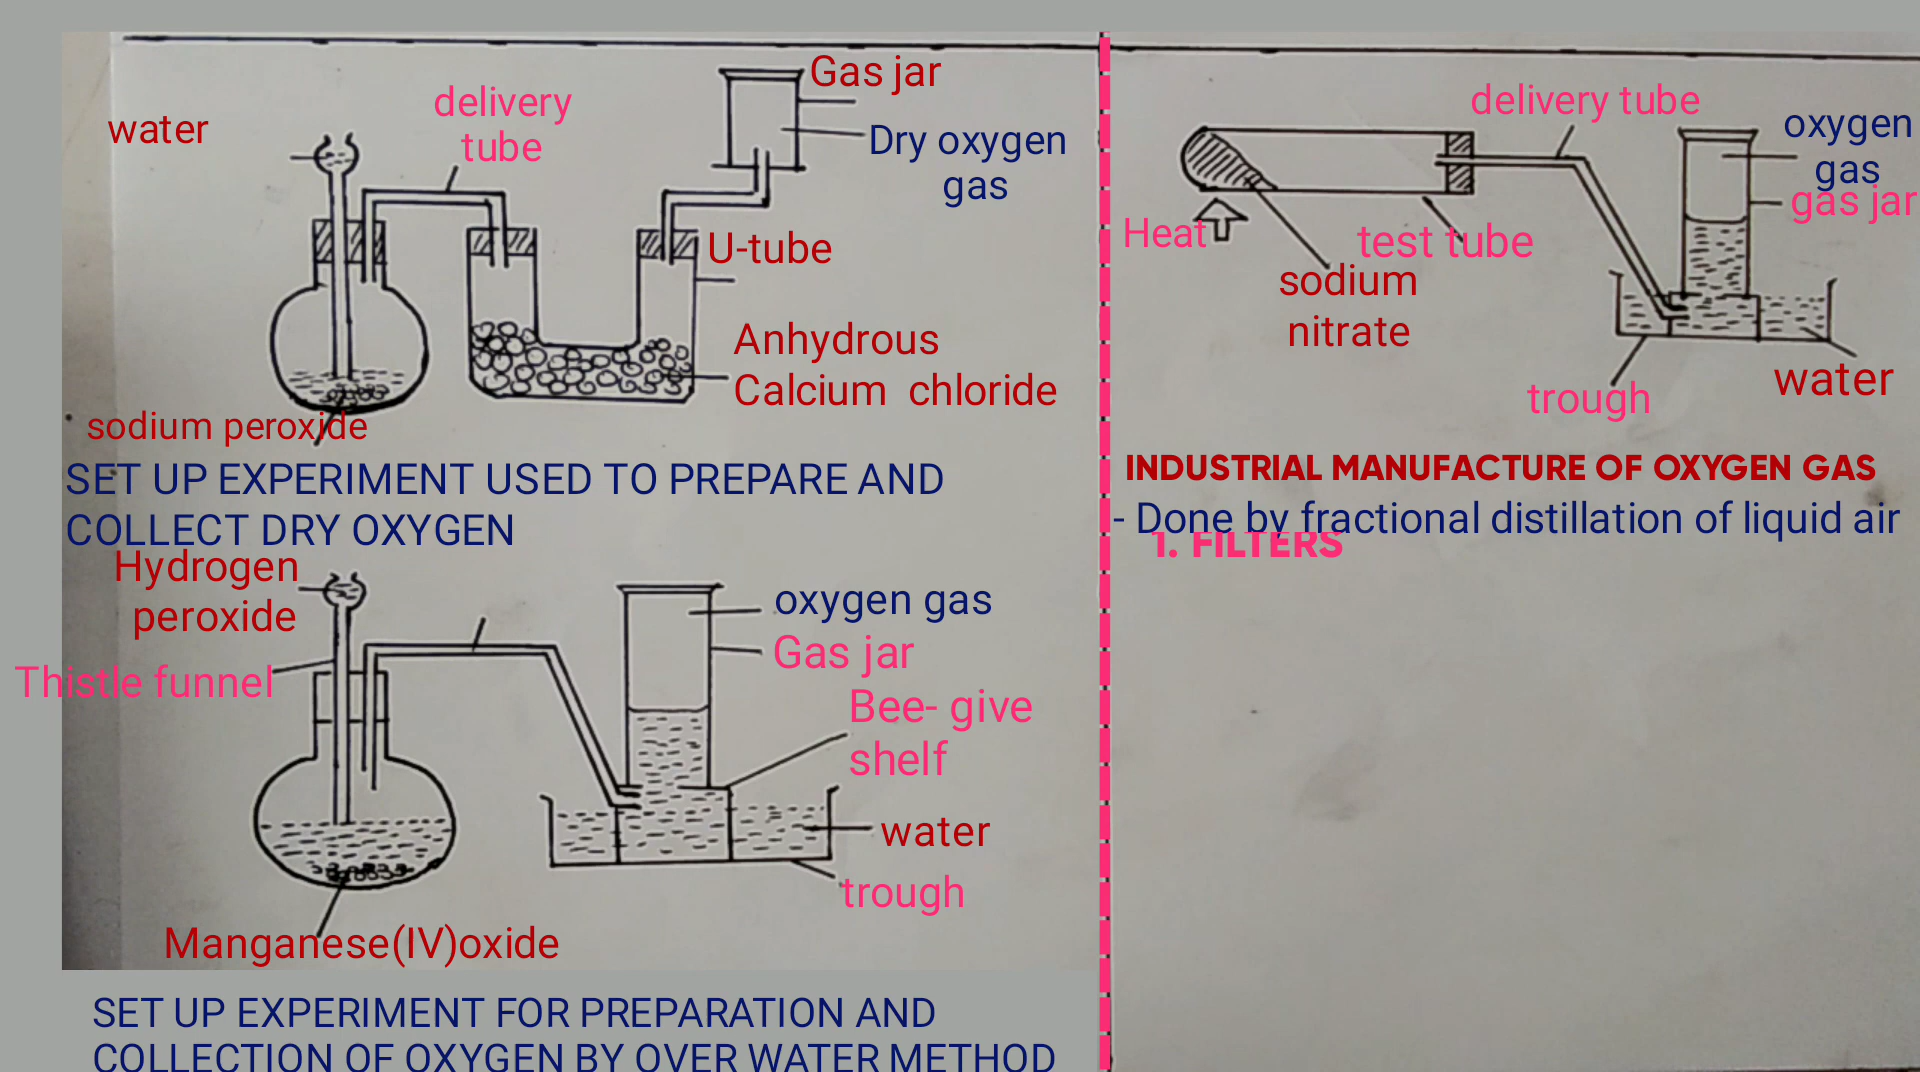 water
delivery
tube
Gas jar
Dry oxygen
gas
U-tube
Anhydrous
Calcium chloride
sodium peroxide
SET UP EXPERIMENT USED TO PREPARE AND
COLLECT DRY OXYGEN
Hydrogen
peroxide
Thistle funnel
oxygen gas
Gas jar
Bee- give
shelf
water
trough
Manganese(IV)oxide
SET UP EXPERIMENT FOR PREPARATION AND
COLLECTION OF OXYGEN BY OVER WATER METHOD
delivery tube
oxygen
gas
gas jar
Heat
test tube
sodium
nitrate
trough
water
INDUSTRIAL MANUFACTURE OF OXYGEN GAS
- Done by fractional distillation of liquid air
1. FILTERS